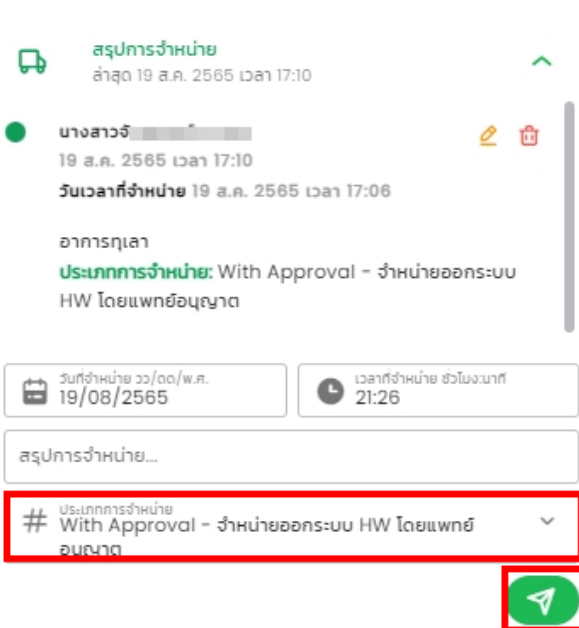 สรุปการจำหน่าย
ล่าสุด 19 ส.ค. 2565 เวลา 17:10
นางสาวจั
19 ส.ค. 2565 เวลา 17:10
วันเวลาที่จำหน่าย 19 ส.ค. 2565 เวลา 17:06
อาการทุเลา
ประเภทการจำหน่าย: With Approval - จำหน่ายออกระบบ
HW โดยแพทย์อนุญาต
วันที่จำหน่าย วว/ดด/พ.ศ.
19/08/2565
เวลาที่จำหน่าย ชั่วโมง:นาที
21:26
สรุปการจำหน่าย...
ประเภทการจำหน่าย
With Approval - จำหน่ายออกระบบ HW โดยแพทย์
อนุญาต